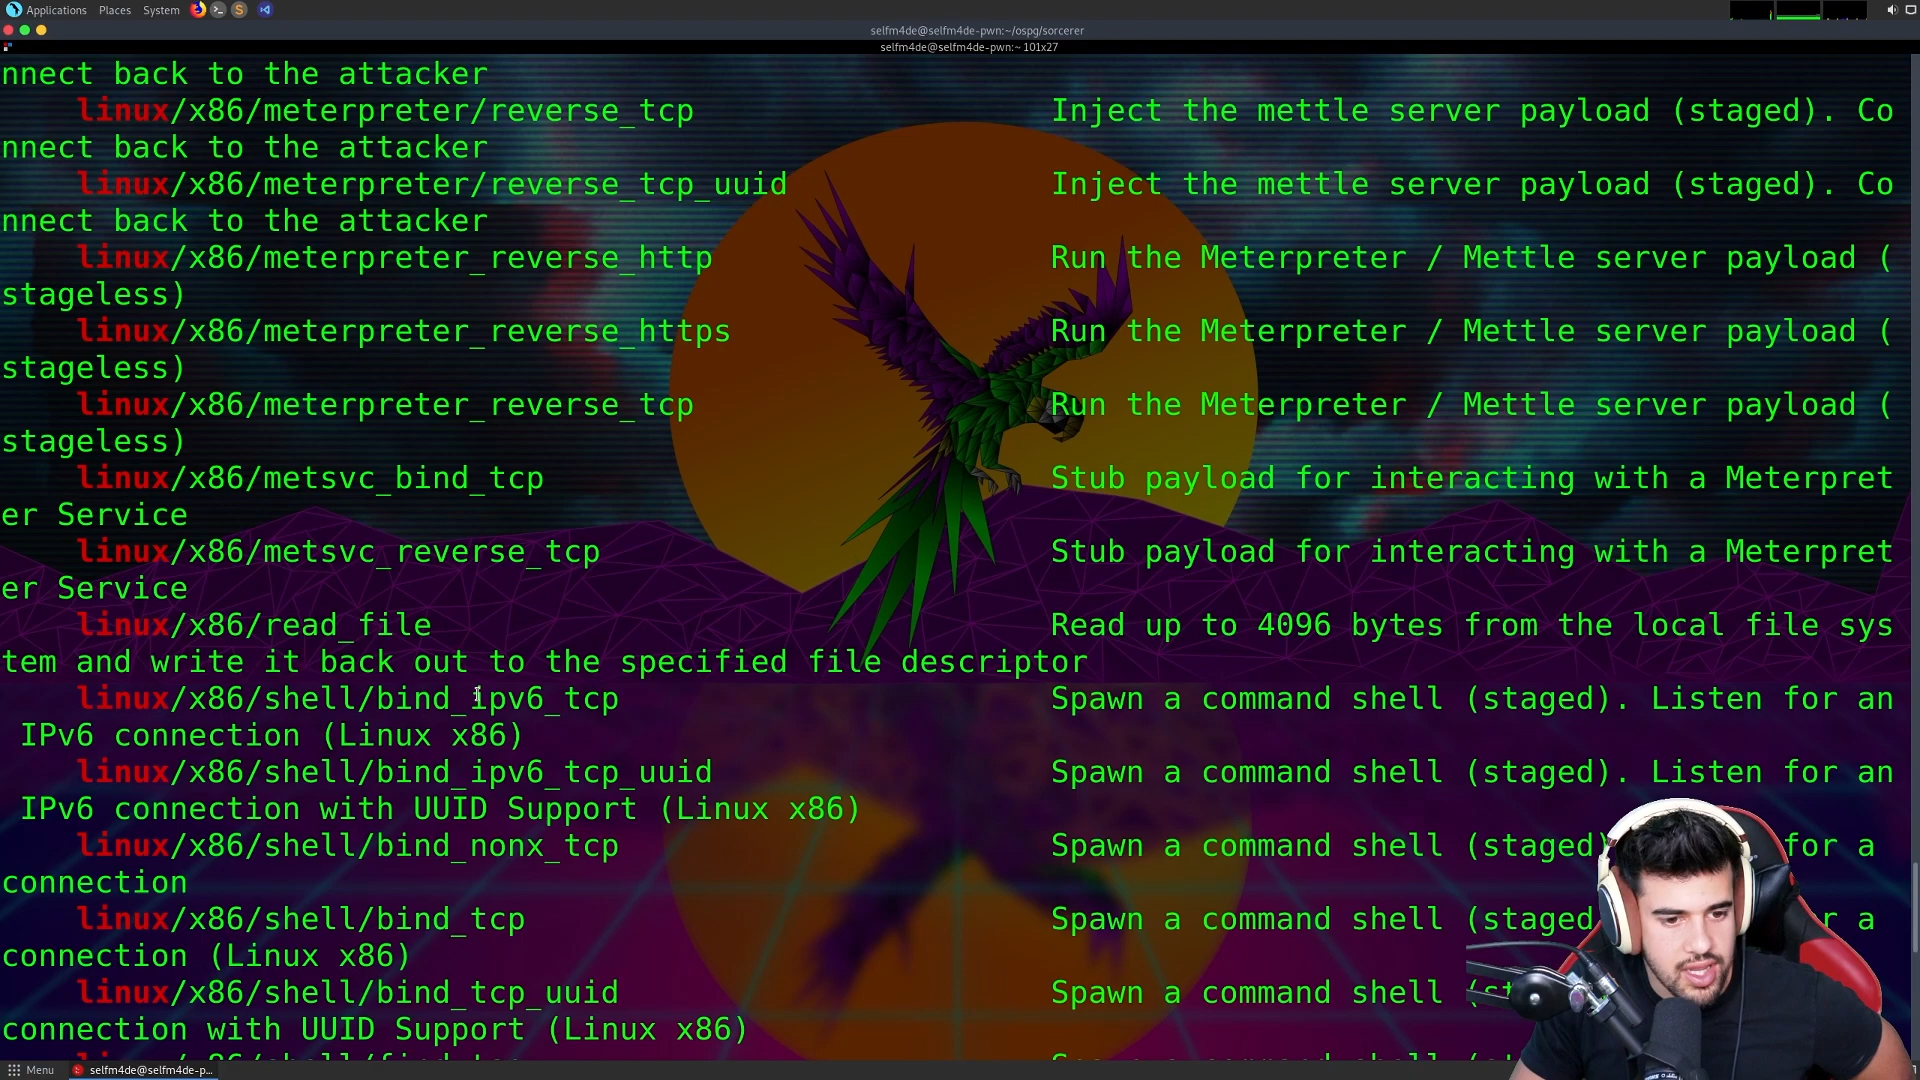 Applications Places System
selfm4de@selfm4de-pwn:~/ospg/sorcerer
selfm4de@selfm4de-pwn:~ 101x27
nnect back to the attacker
linux/x86/meterpreter/reverse_tcp Inject the mettle server payload (staged). Co
nnect back to the attacker
linux/x86/meterpreter/reverse_tcp_uuid Inject the mettle server payload (staged). Co
nnect back to the attacker
linux/x86/meterpreter_reverse_http Run the Meterpreter / Mettle server payload (
stageless)
linux/x86/meterpreter_reverse_https Run the Meterpreter / Mettle server payload (
stageless)
linux/x86/meterpreter_reverse_tcp Run the Meterpreter / Mettle server payload (
stageless)
linux/x86/metsvc_bind_tcp Stub payload for interacting with a Meterpret
er Service
linux/x86/metsvc_reverse_tcp Stub payload for interacting with a Meterpret
er Service
linux/x86/read_file Read up to 4096 bytes from the local file sys
tem and write it back out to the specified file descriptor
linux/x86/shell/bind_ipv6_tcp Spawn a command shell (staged). Listen for an
IPv6 connection (Linux x86)
linux/x86/shell/bind_ipv6_tcp_uuid Spawn a command shell (staged). Listen for an
IPv6 connection with UUID Support (Linux x86)
linux/x86/shell/bind_nonx_tcp Spawn a command shell (staged) for a
connection
linux/x86/shell/bind_tcp Spawn a command shell (staged r a
connection (Linux x86)
linux/x86/shell/bind_tcp_uuid Spawn a command shell
connection with UUID Support (Linux x86)
Menu selfm4de@selfm4de-p...